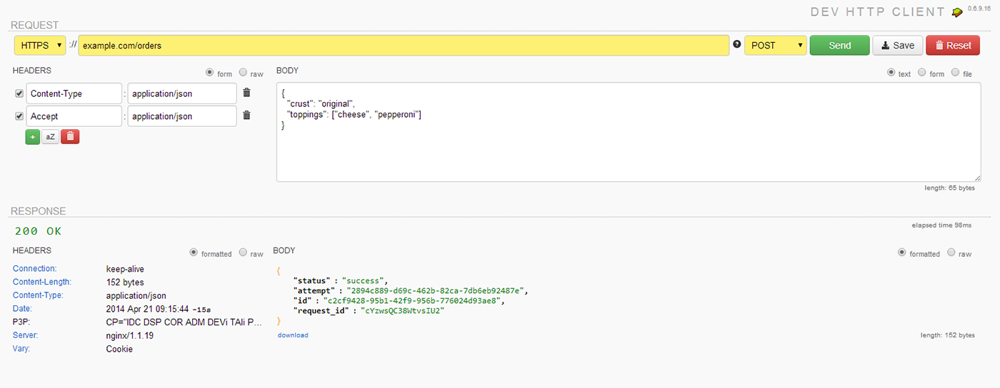 DEV HTTP CLIENT 0.6.9.16
REQUEST
HTTPS :// example.com/orders POST Send Save Reset
HEADERS form raw
Content-Type : application/json
Accept : application/json
+ aZ
BODY text form file
{
"crust": "original",
"toppings": ["cheese", "pepperoni"]
}
length: 65 bytes
RESPONSE
200 OK
elapsed time 98ms
HEADERS formatted raw
Connection: keep-alive
Content-Length: 152 bytes
Content-Type: application/json
Date: 2014 Apr 21 09:15:44 -15s
P3P: CP="IDC DSP COR ADM DEVi TAIi P...
Server: nginx/1.1.19
Vary: Cookie
BODY formatted raw
{
"status" : "success",
"attempt" : "2894c889-d69c-462b-82ca-7db6eb92487e",
"id" : "c2cf9428-95b1-42f9-956b-776024d93ae8",
"request_id" : "cYzwsQC38WtvsIU2"
}
download
length: 152 bytes